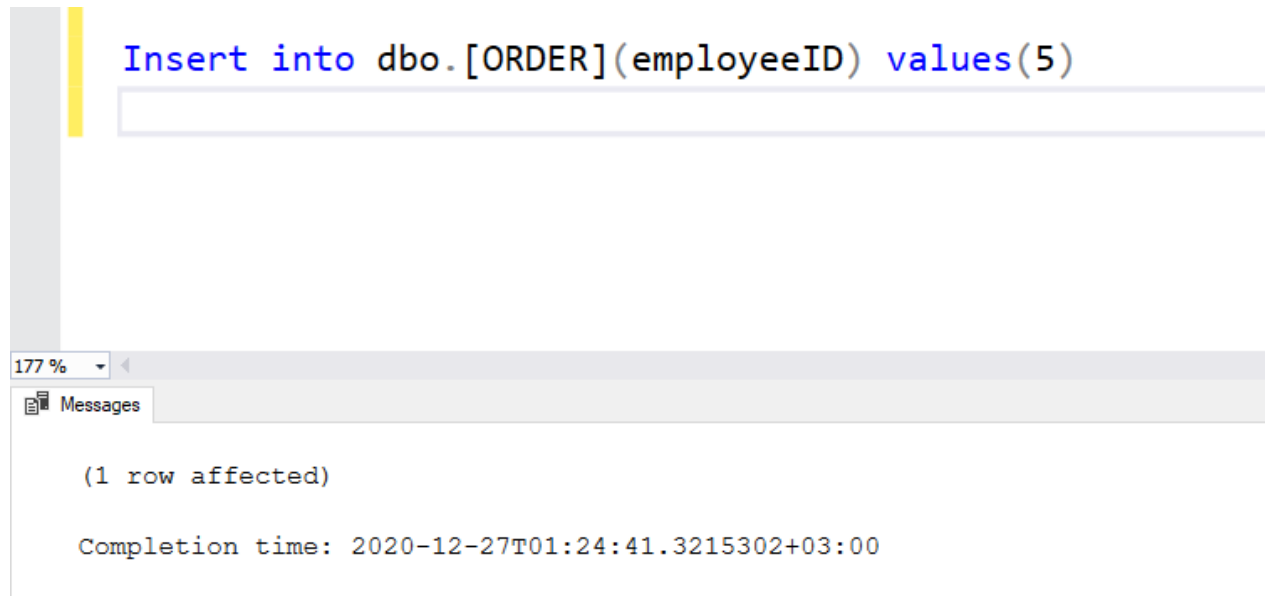 Insert into dbo.[ORDER](employeeID) values(5)
177 %
Messages
(1 row affected)
Completion time: 2020-12-27T01:24:41.3215302+03:00